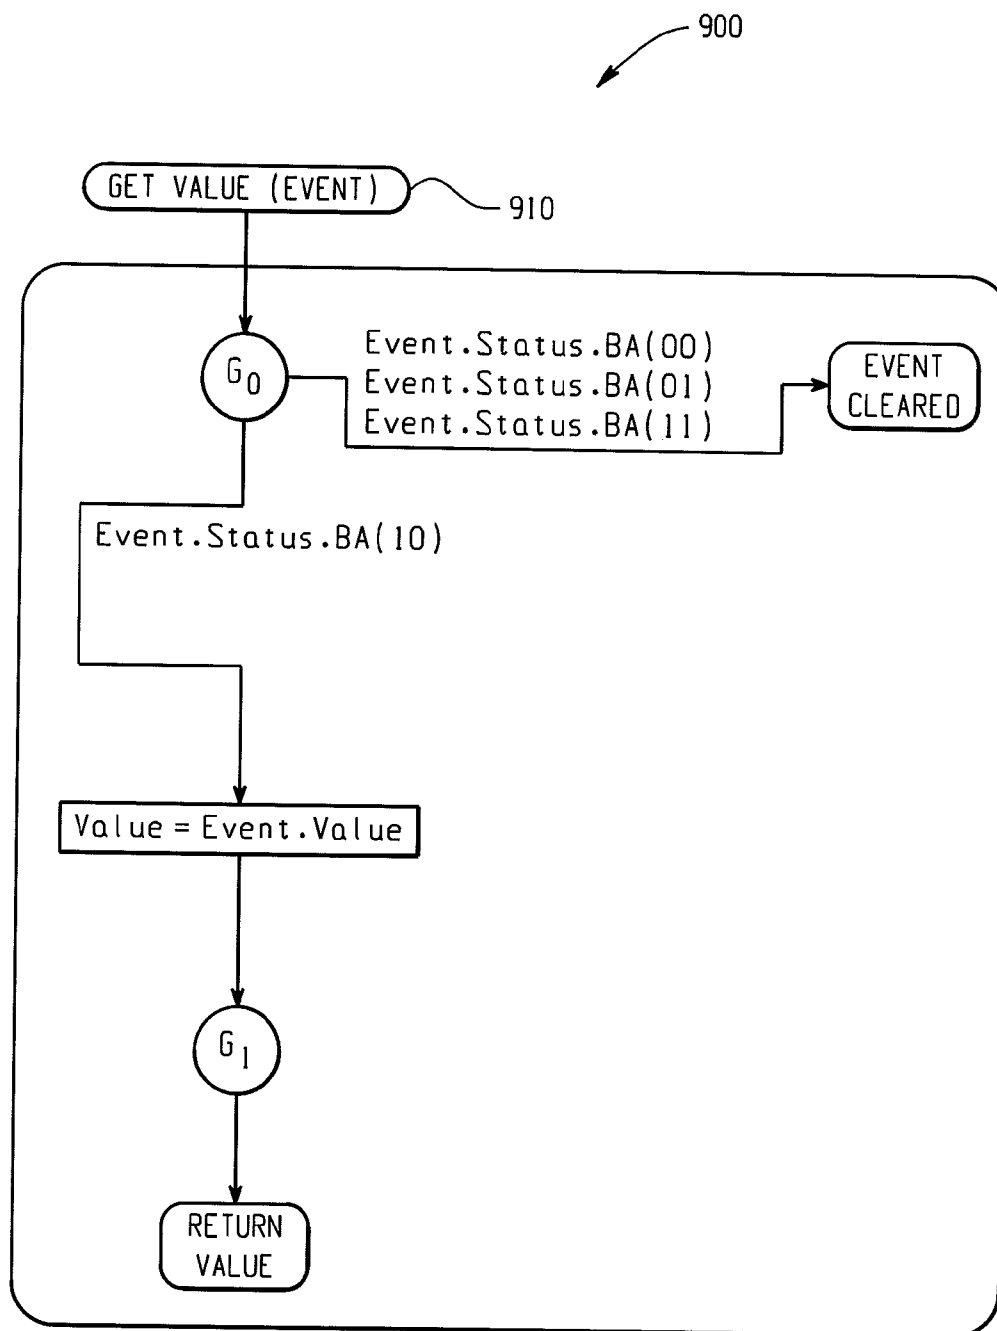 900
GET VALUE (EVENT)
910
G0
Event.Status.BA(00)
Event.Status.BA(01)
Event.Status.BA(11)
EVENT
CLEARED
Event.Status.BA(10)
Value = Event.Value
G1
RETURN
VALUE